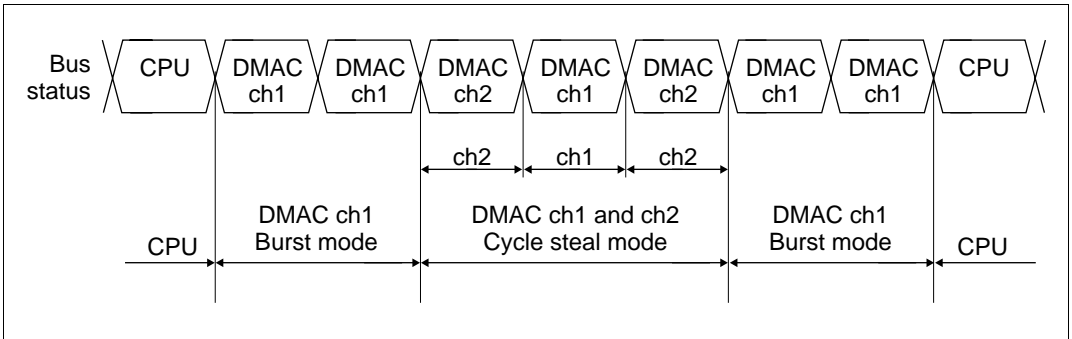 Bus status
CPU
DMAC ch1
DMAC ch1
DMAC ch2
DMAC ch1
DMAC ch2
DMAC ch1
DMAC ch1
CPU
ch2
ch1
ch2
CPU
DMAC ch1
Burst mode
DMAC ch1 and ch2
Cycle steal mode
DMAC ch1
Burst mode
CPU